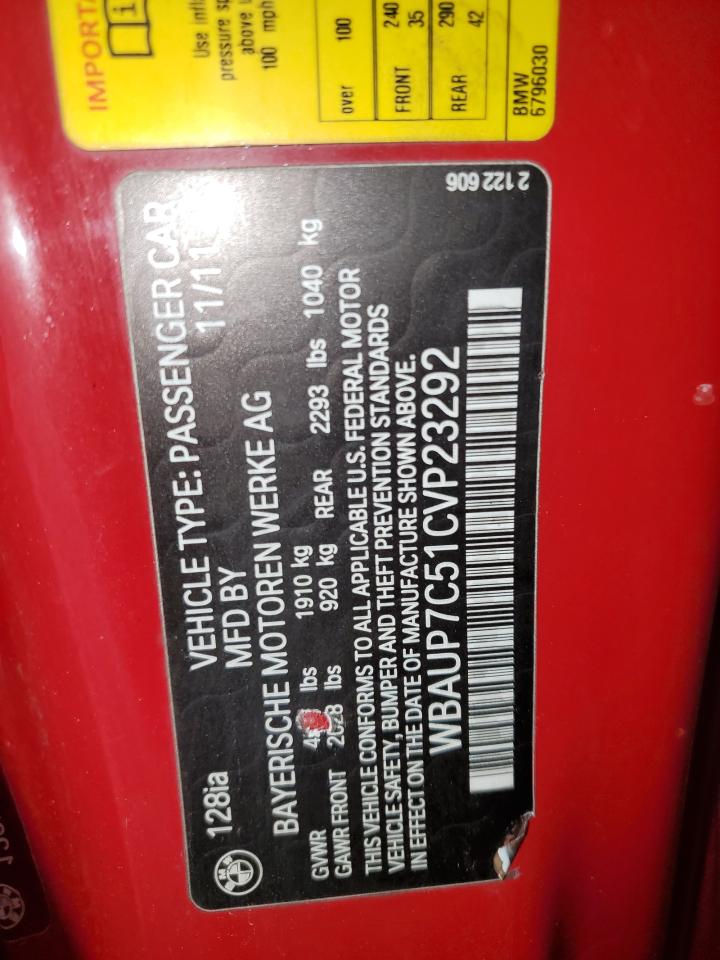 IMPORTA
Use infl
pressure sp
above 1
100 mph
over 100
FRONT 240
35
REAR 290
42
BMW
6796030
2 122 606
128ia VEHICLE TYPE: PASSENGER CAR
MFD BY 11/11
BAYERISCHE MOTOREN WERKE AG
GVWR lbs 1910 kg
GAWR FRONT 2028 lbs 920 kg REAR 2293 lbs 1040 kg
THIS VEHICLE CONFORMS TO ALL APPLICABLE U.S. FEDERAL MOTOR
VEHICLE SAFETY, BUMPER AND THEFT PREVENTION STANDARDS
IN EFFECT ON THE DATE OF MANUFACTURE SHOWN ABOVE.
WBAUP7C51CVP23292